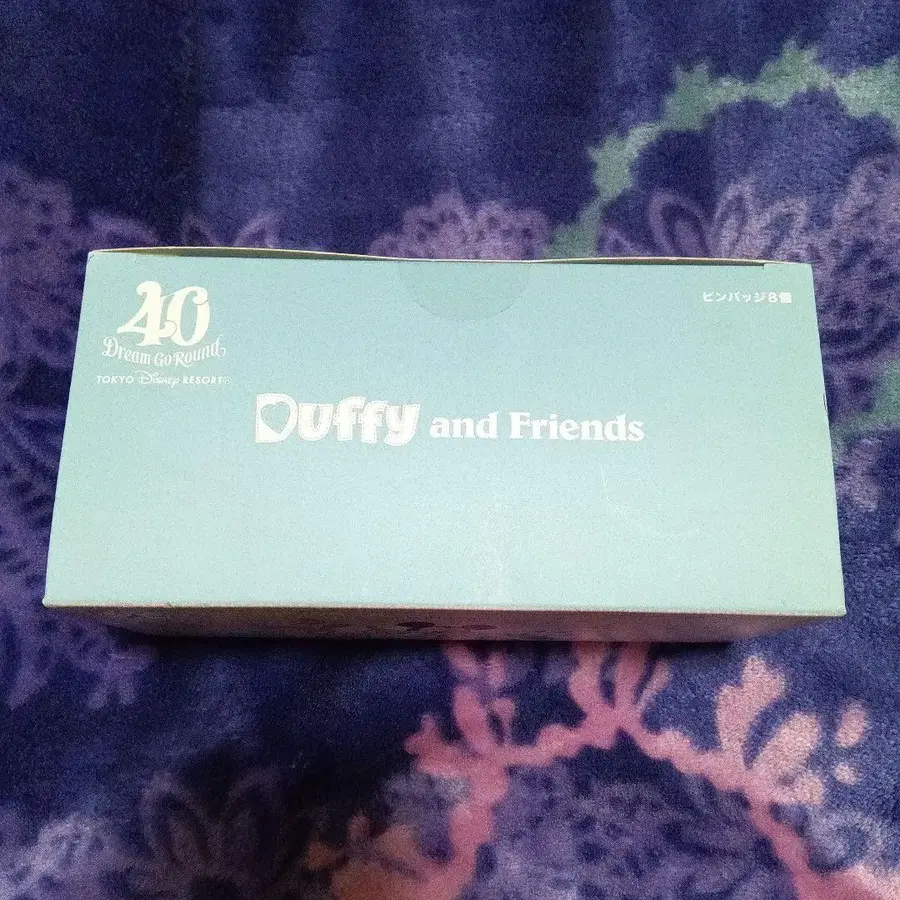 40
Dream Go Round
TOKYO Disney RESORT®
ピンバッジ8個
Duffy and Friends